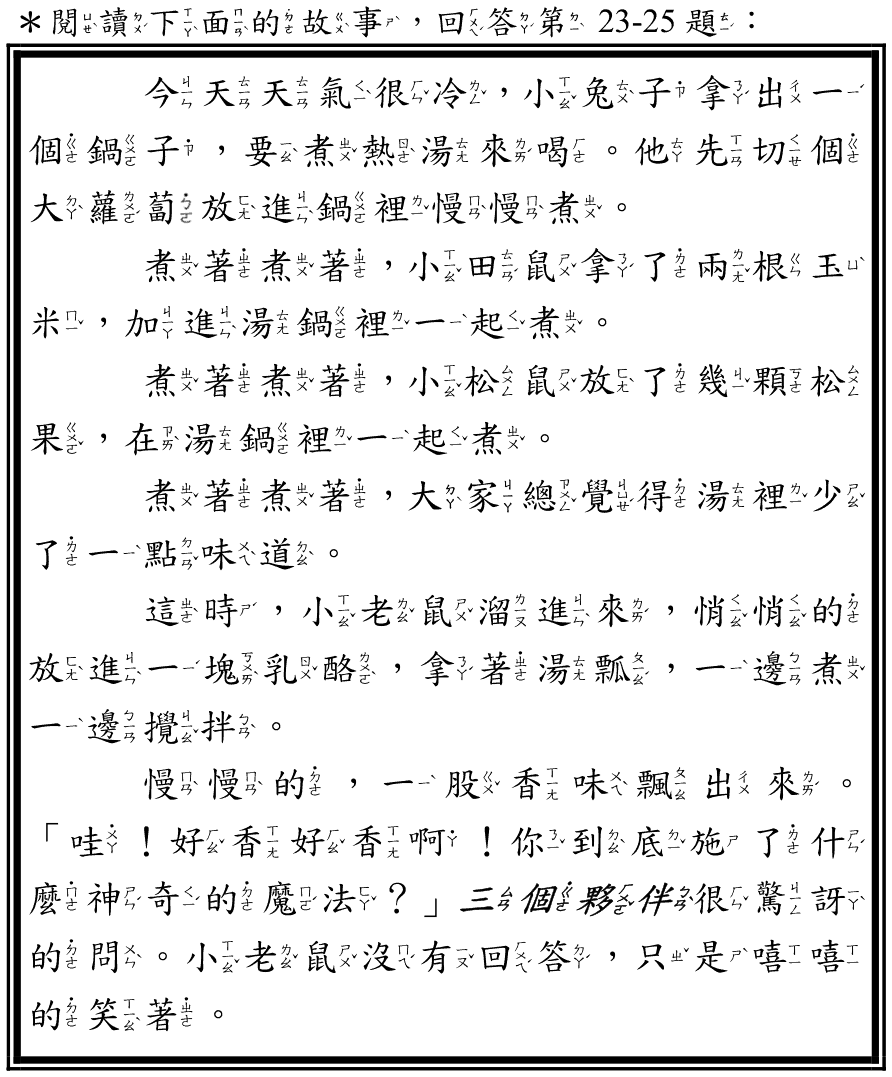 ＊閱讀下面的故事，回答第 23-25 題：
今天天氣很冷，小兔子拿出一
個鍋子，要煮熱湯來喝。他先切個
大蘿蔔放進鍋裡慢慢煮。
煮著煮著，小田鼠拿了兩根玉
米，加進湯鍋裡一起煮。
煮著煮著，小松鼠放了幾顆松
果，在湯鍋裡一起煮。
煮著煮著，大家總覺得湯裡少
了一點味道。
這時，小老鼠溜進來，悄悄的
放進一塊乳酪，拿著湯瓢，一邊煮
一邊攪拌。
慢慢的，一股香味飄出來。
「哇！好香好香啊！你到底施了什
麼神奇的魔法？」三個夥伴很驚訝
的問。小老鼠沒有回答，只是嘻嘻
的笑著。